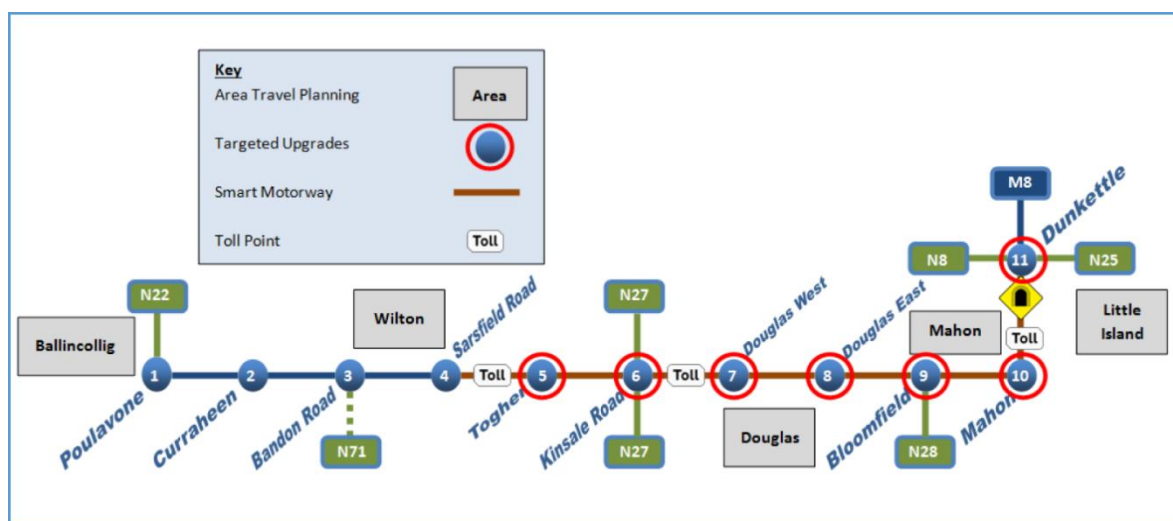 Key
Area Travel Planning
Area
Targeted Upgrades
Smart Motorway
Toll Point
Toll
M8
Dunkettle
N8
11
N25
N22
Wilton
Sarsfield Road
N27
Douglas West
Douglas East
Mahon
Toll
Little
Island
Ballincollig
1
2
3
4
Toll
5
6
Toll
7
8
9
10
Poulavone
Curraheen
Bandon Road
Togher
Kinsale Road
Bloomfield
Mahon
N71
N27
Douglas
N28